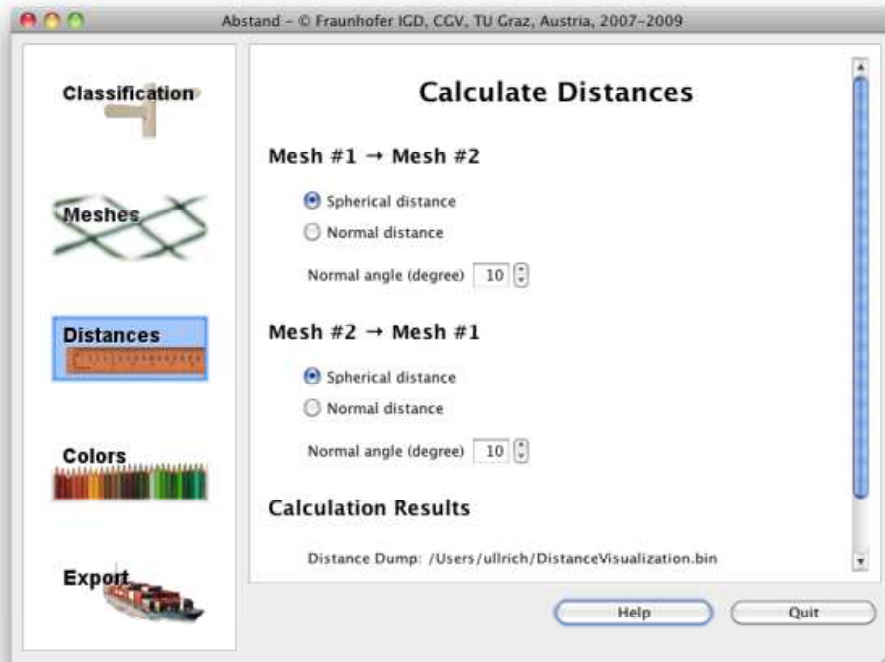 Abstand - © Fraunhofer IGD, CGV, TU Graz, Austria, 2007-2009
Classification
Meshes
Distances
Colors
Export
Calculate Distances
Mesh #1 → Mesh #2
Spherical distance
Normal distance
Normal angle (degree) 10
Mesh #2 → Mesh #1
Spherical distance
Normal distance
Normal angle (degree) 10
Calculation Results
Distance Dump: /Users/ullrich/DistanceVisualization.bin
Help Quit